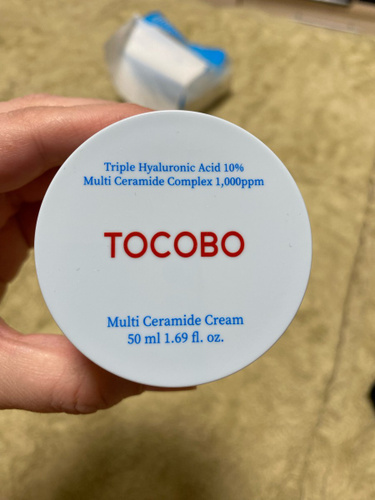 Triple Hyaluronic Acid 10%
Multi Ceramide Complex 1,000ppm
TOCOBO
Multi Ceramide Cream
50 ml 1.69 fl. oz.